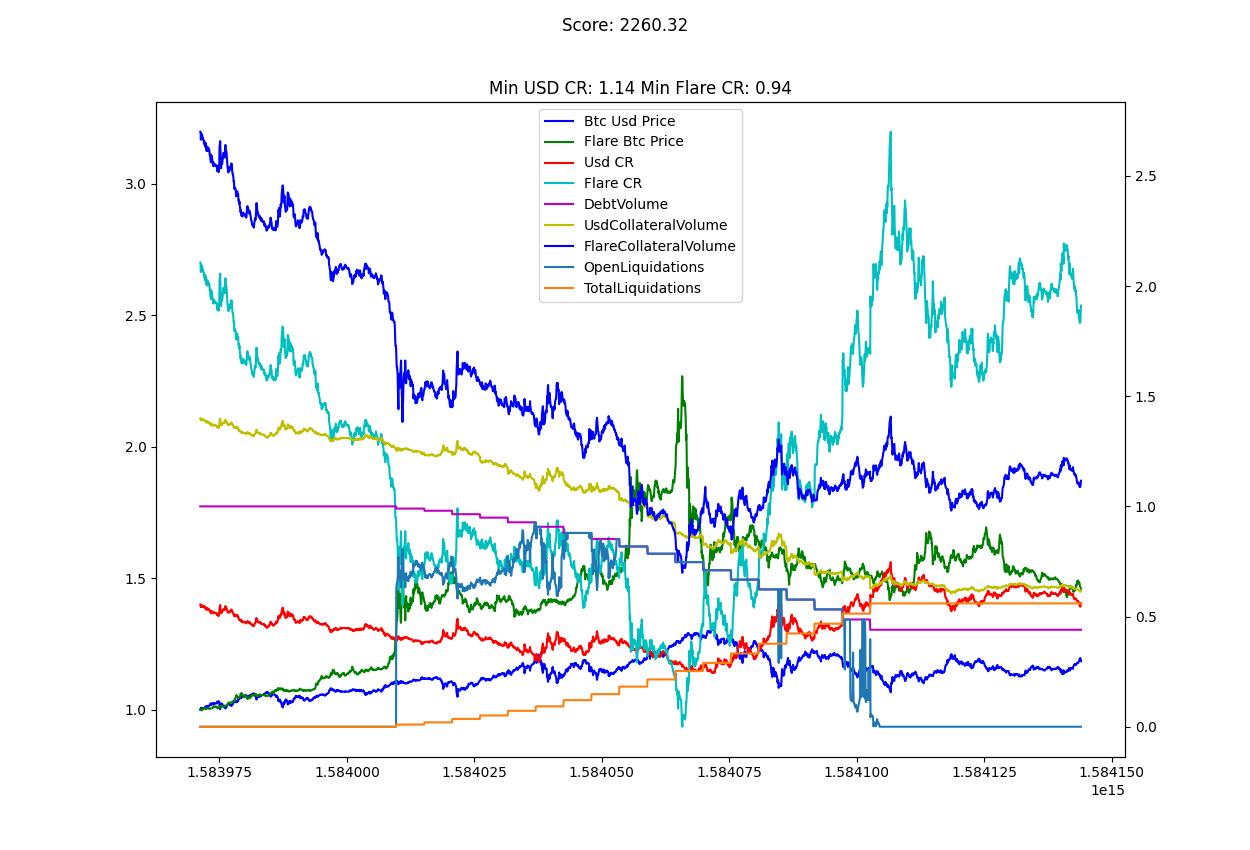 Score: 2260.32
Min USD CR: 1.14 Min Flare CR: 0.94
Btc Usd Price
Flare Btc Price
Usd CR
Flare CR
DebtVolume
UsdCollateralVolume
FlareCollateralVolume
OpenLiquidations
TotalLiquidations
3.0
2.5
2.0
1.5
1.0
2.5
2.0
1.5
1.0
0.5
0.0
1.583975 1.584000 1.584025 1.584050 1.584075 1.584100 1.584125 1.584150
1e15